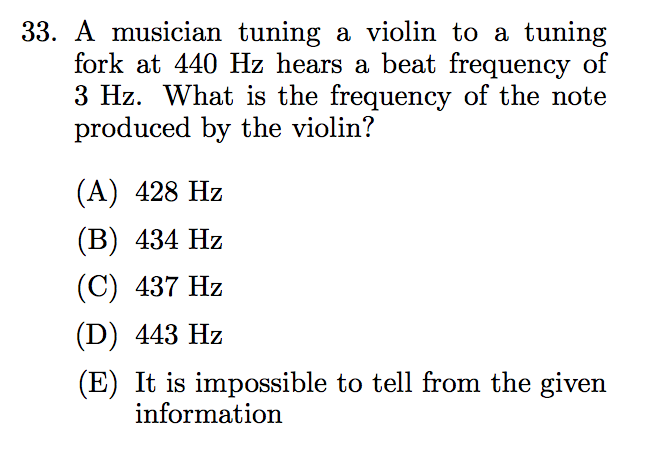 33. A musician tuning a violin to a tuning
fork at 440 Hz hears a beat frequency of
3 Hz. What is the frequency of the note
produced by the violin?
(A) 428 Hz
(B) 434 Hz
(C) 437 Hz
(D) 443 Hz
(E) It is impossible to tell from the given
information